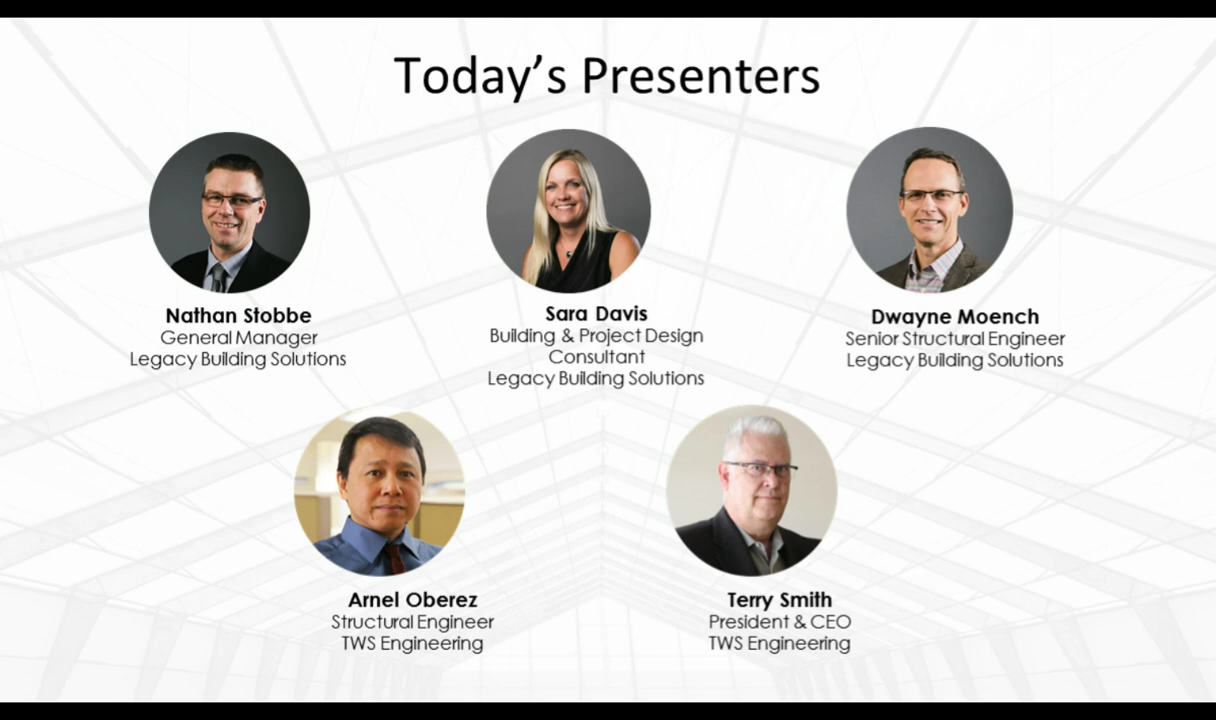 Today's Presenters
Nathan Stobbe
General Manager
Legacy Building Solutions
Sara Davis
Building & Project Design
Consultant
Legacy Building Solutions
Dwayne Moench
Senior Structural Engineer
Legacy Building Solutions
Arnel Oberez
Structural Engineer
TWS Engineering
Terry Smith
President & CEO
TWS Engineering